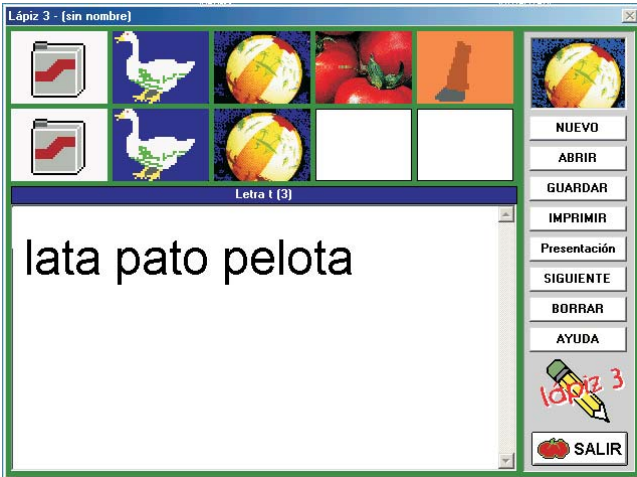 Lápiz 3 - (sin nombre)
NUEVO
ABRIR
GUARDAR
IMPRIMIR
Presentación
SIGUIENTE
BORRAR
AYUDA
lápiz 3
SALIR
Letra t (3)
lata pato pelota